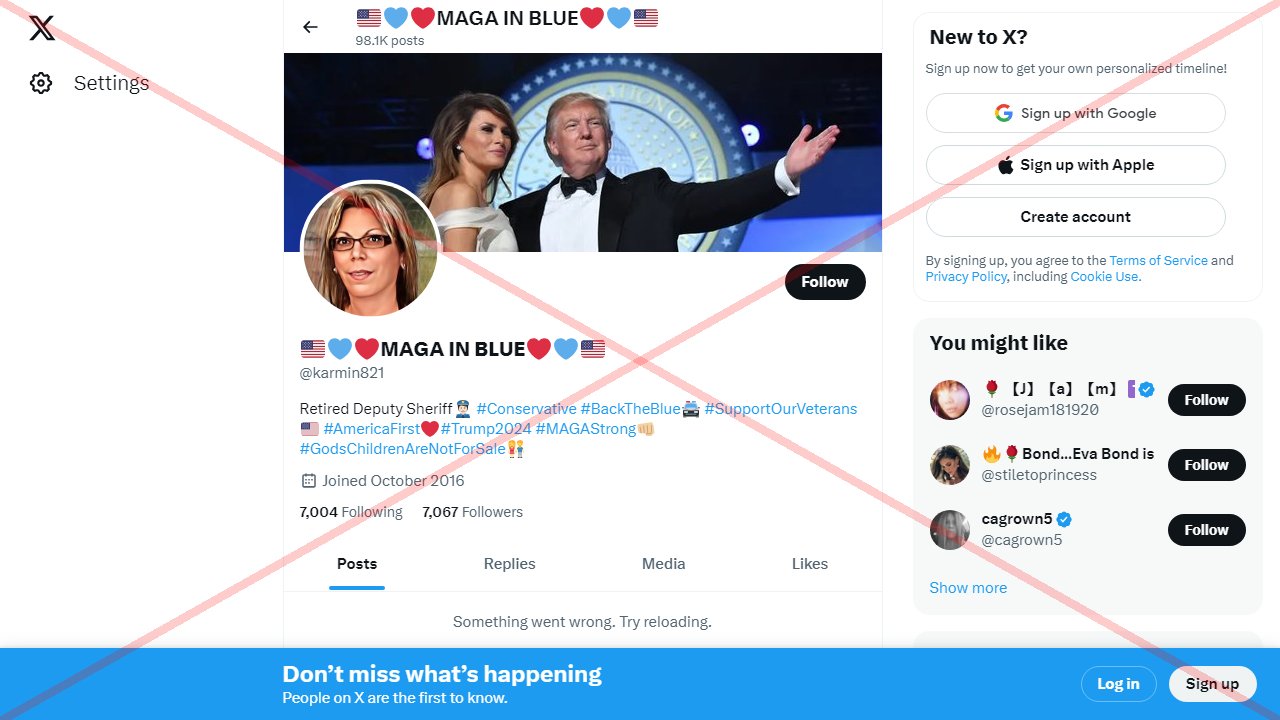 Settings
🇺🇸💙❤️MAGA IN BLUE❤️💙🇺🇸
98.1K posts
Follow
🇺🇸💙❤️MAGA IN BLUE❤️💙🇺🇸
@karmin821
Retired Deputy Sheriff👮🏻 #Conservative #BackTheBlue🚔 #SupportOurVeterans
🇺🇸 #AmericaFirst❤️#Trump2024 #MAGAStrong👊🏼
#GodsChildrenAreNotForSale👫
Joined October 2016
7,004 Following 7,067 Followers
Posts Replies Media Likes
Something went wrong. Try reloading.
New to X?
Sign up now to get your own personalized timeline!
Sign up with Google
Sign up with Apple
Create account
By signing up, you agree to the Terms of Service and
Privacy Policy, including Cookie Use.
You might like
🌹【J】【a】【m】
@rosejam181920
Follow
🔥🌹Bond...Eva Bond is
@stiletoprincess
Follow
cagrown5
@cagrown5
Follow
Show more
Don’t miss what’s happening
People on X are the first to know.
Log in
Sign up